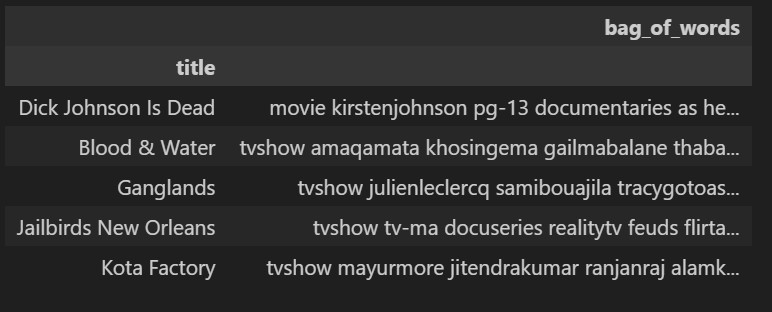 bag_of_words
title
Dick Johnson Is Dead movie kirstenjohnson pg-13 documentaries as he...
Blood & Water tvshow amaqamata khosingema gailmabalane thaba...
Ganglands tvshow julienleclercq samibouajila tracygotoas...
Jailbirds New Orleans tvshow tv-ma docuseries realitytv feuds flirta...
Kota Factory tvshow mayurmore jitendrakumar ranjanraj alamk...